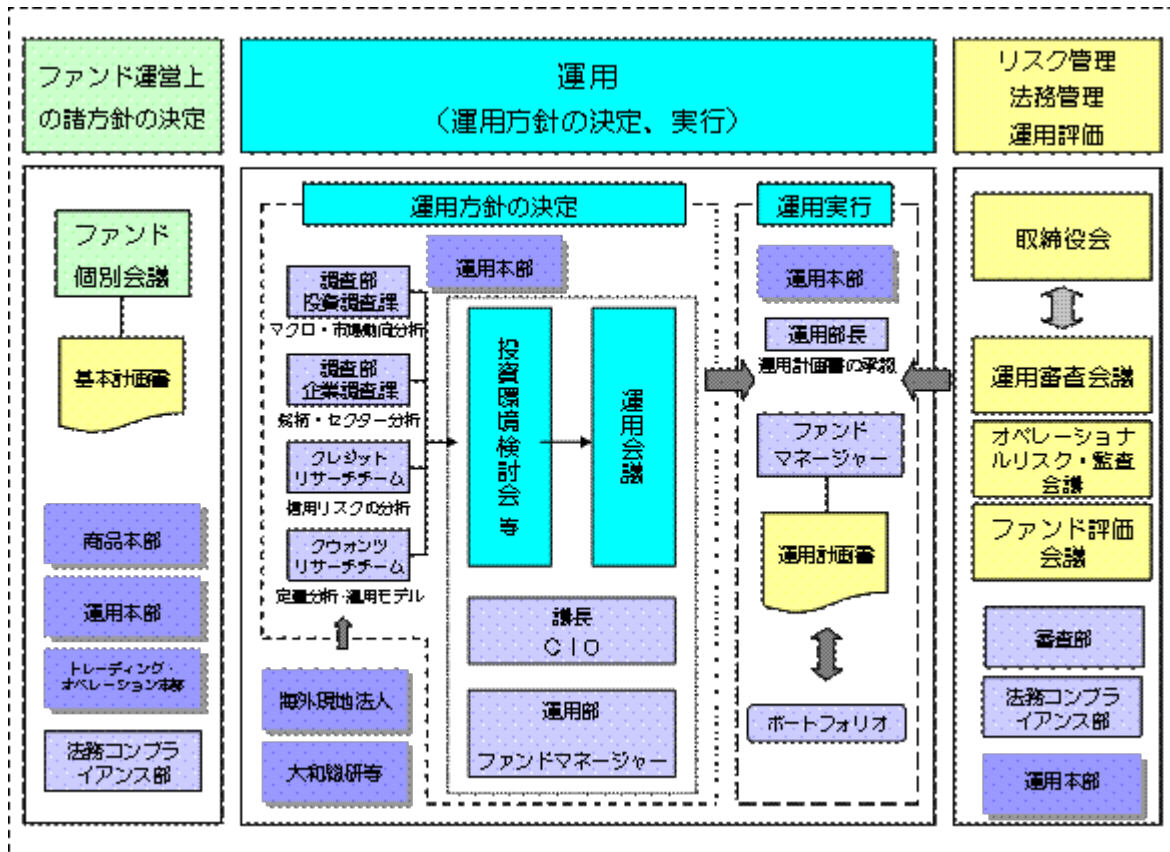 ファンド運営上
の諸方針の決定
運用
（運用方針の決定、実行）
リスク管理
法務管理
運用評価
ファンド
個別会議
基本計画書
商品本部
運用本部
トレーディング・
オペレーション本部
法務コンプラ
イアンス部
運用方針の決定
運用本部
調査部
投資調査課
マクロ・市場動向分析
調査部
企業調査課
銘柄・セクター分析
クレジット
リサーチチーム
信用リスクの分析
クウォンツ
リサーチチーム
定量分析・運用モデル
海外現地法人
大和総研等
投資環境検討会 等
運用会議
議長
CIO
運用部
ファンドマネージャー
運用実行
運用本部
運用部長
運用計画書の承認
ファンド
マネージャー
運用計画書
ポートフォリオ
取締役会
運用審査会議
オペレーショナ
ルリスク・監査
会議
ファンド評価
会議
審査部
法務コンプラ
イアンス部
運用本部